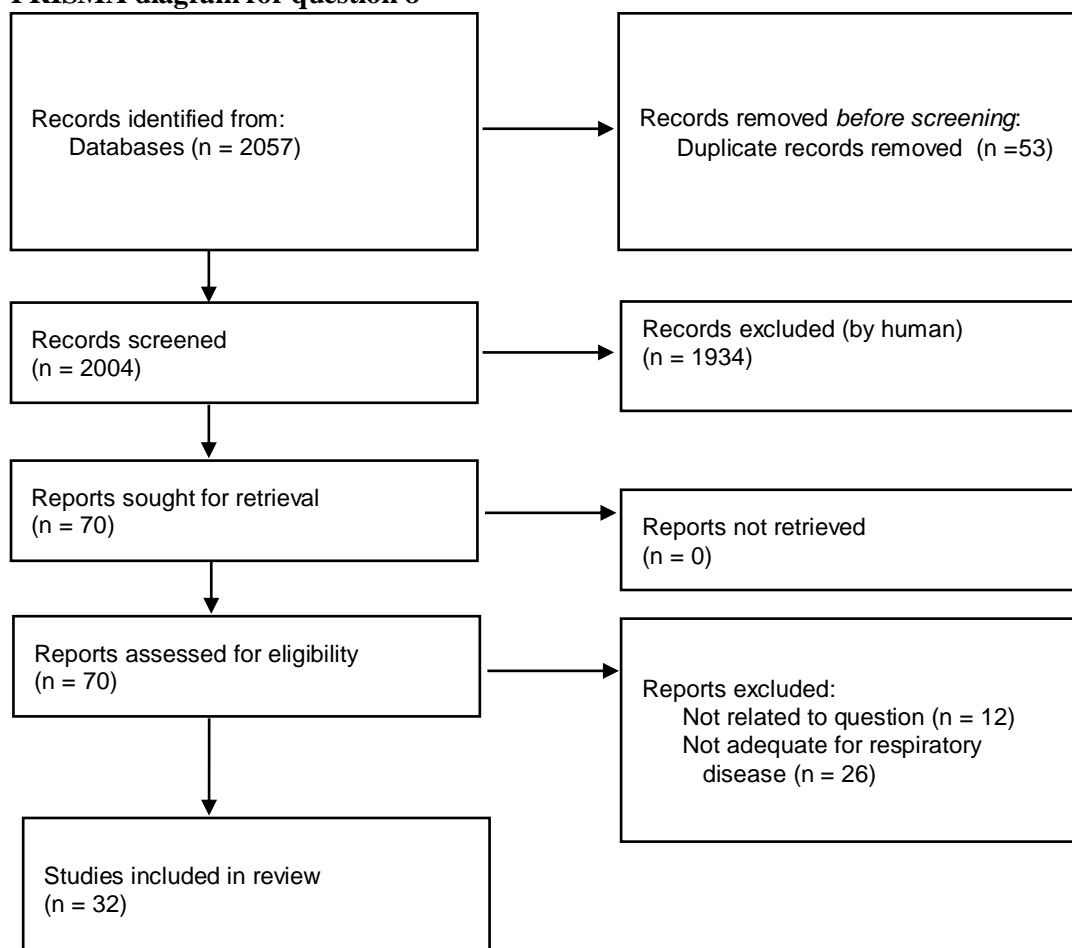 PRISMA diagram for question 8
Records identified from:
Databases (n = 2057)
Records removed before screening:
Duplicate records removed (n =53)
Records screened
(n = 2004)
Records excluded (by human)
(n = 1934)
Reports sought for retrieval
(n = 70)
Reports not retrieved
(n = 0)
Reports assessed for eligibility
(n = 70)
Reports excluded:
Not related to question (n = 12)
Not adequate for respiratory
disease (n = 26)
Studies included in review
(n = 32)